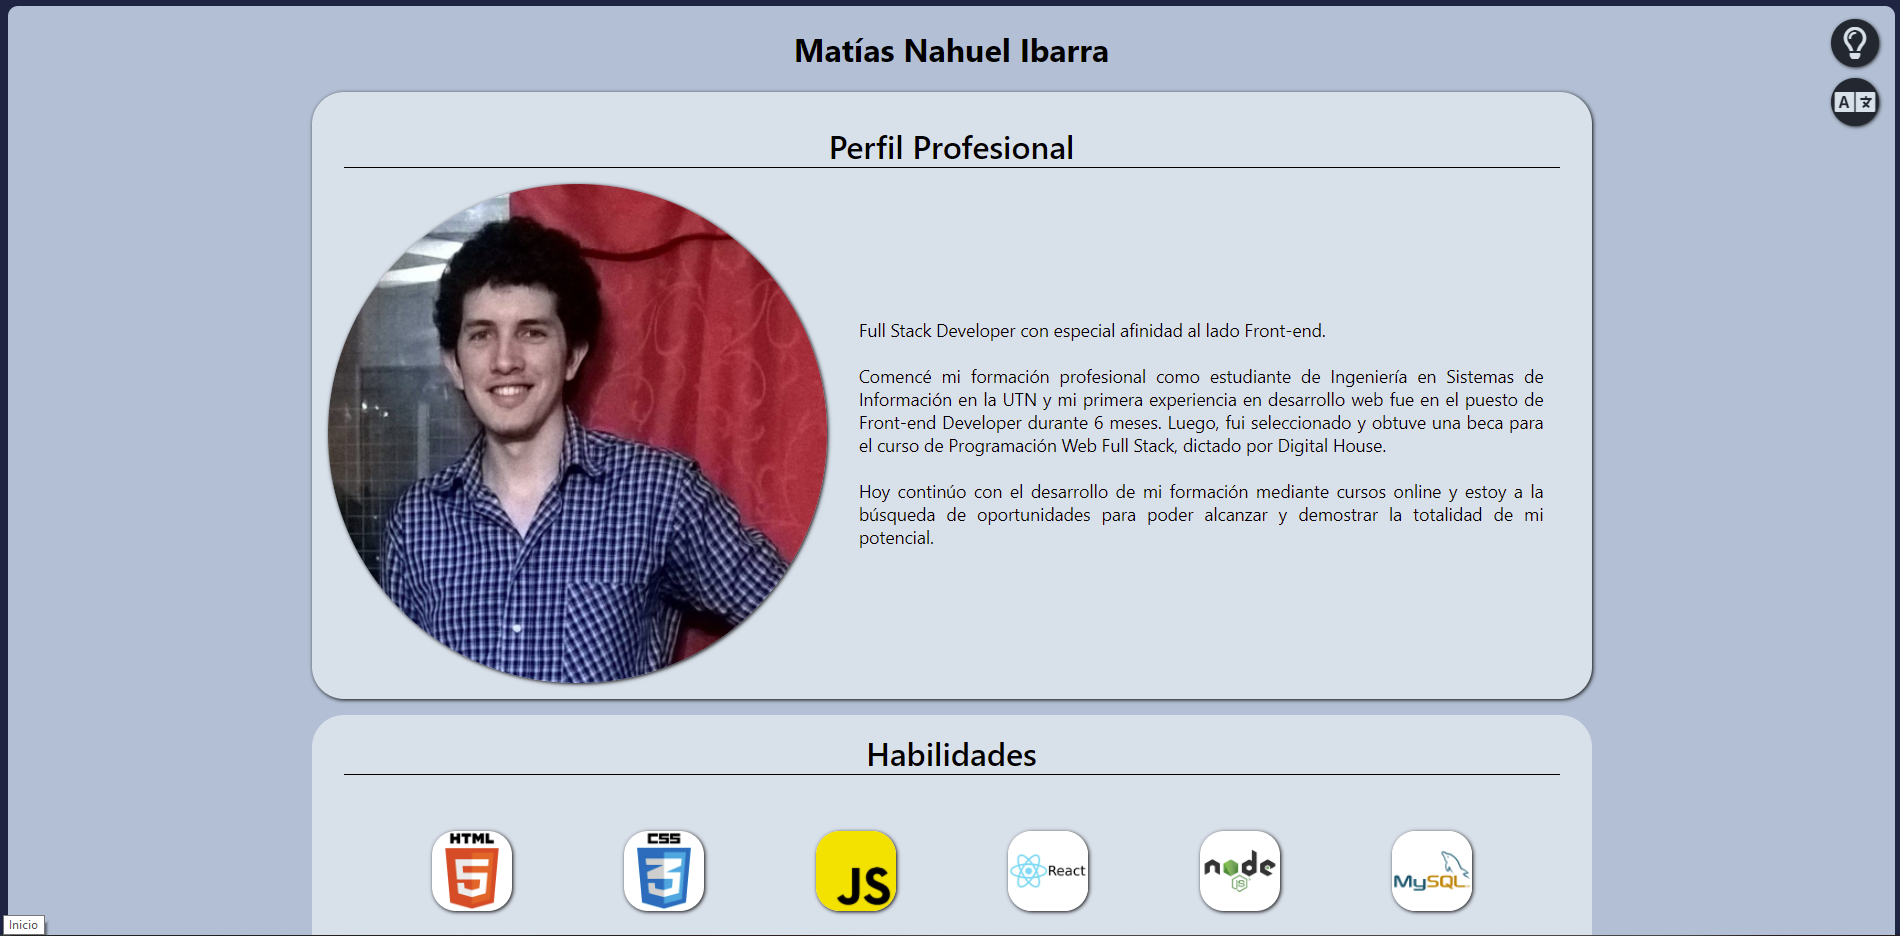 Matías Nahuel Ibarra
A 文
Perfil Profesional
Full Stack Developer con especial afinidad al lado Front-end.
Comencé mi formación profesional como estudiante de Ingeniería en Sistemas de
Información en la UTN y mi primera experiencia en desarrollo web fue en el puesto de
Front-end Developer durante 6 meses. Luego, fui seleccionado y obtuve una beca para
el curso de Programación Web Full Stack, dictado por Digital House.
Hoy continúo con el desarrollo de mi formación mediante cursos online y estoy a la
búsqueda de oportunidades para poder alcanzar y demostrar la totalidad de mi
potencial.
Habilidades
HTML 5
CSS 3
JS
React
node JS
MySQL
Inicio